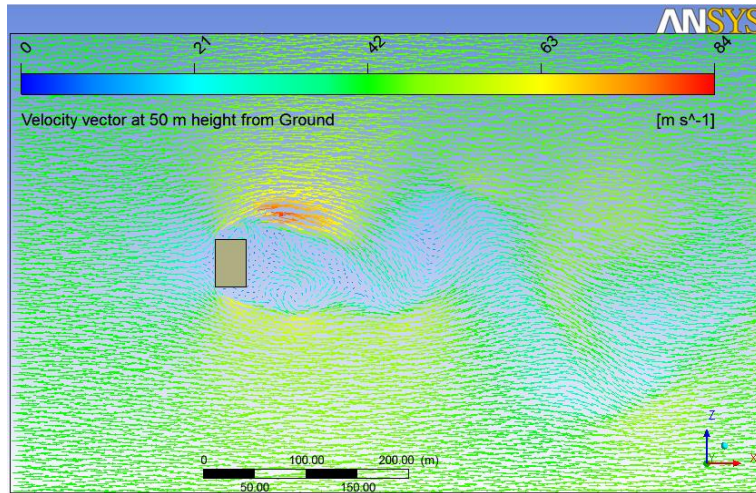 ANSYS
0 21 42 63 84
Velocity vector at 50 m height from Ground [m s^-1]
0 100.00 200.00 (m)
50.00 150.00
Z
X